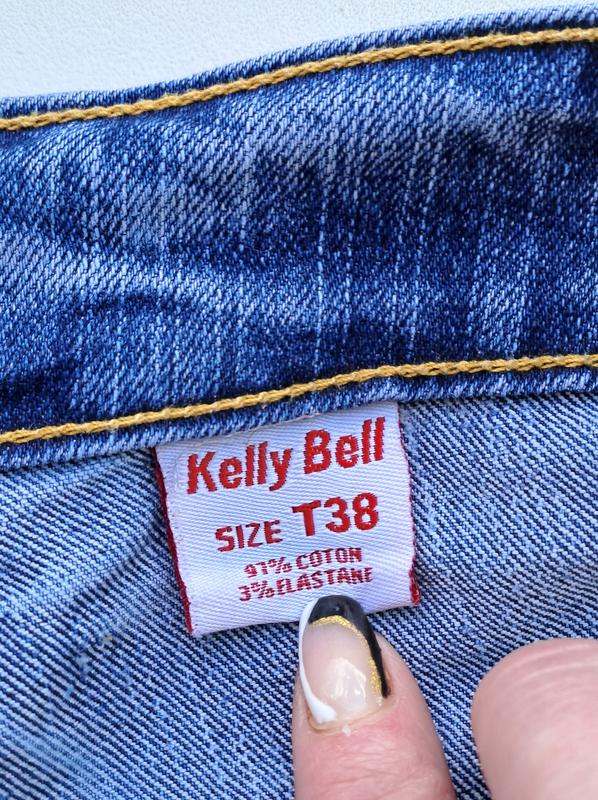 Kelly Bell
SIZE T38
97% COTON
3% ELASTANE